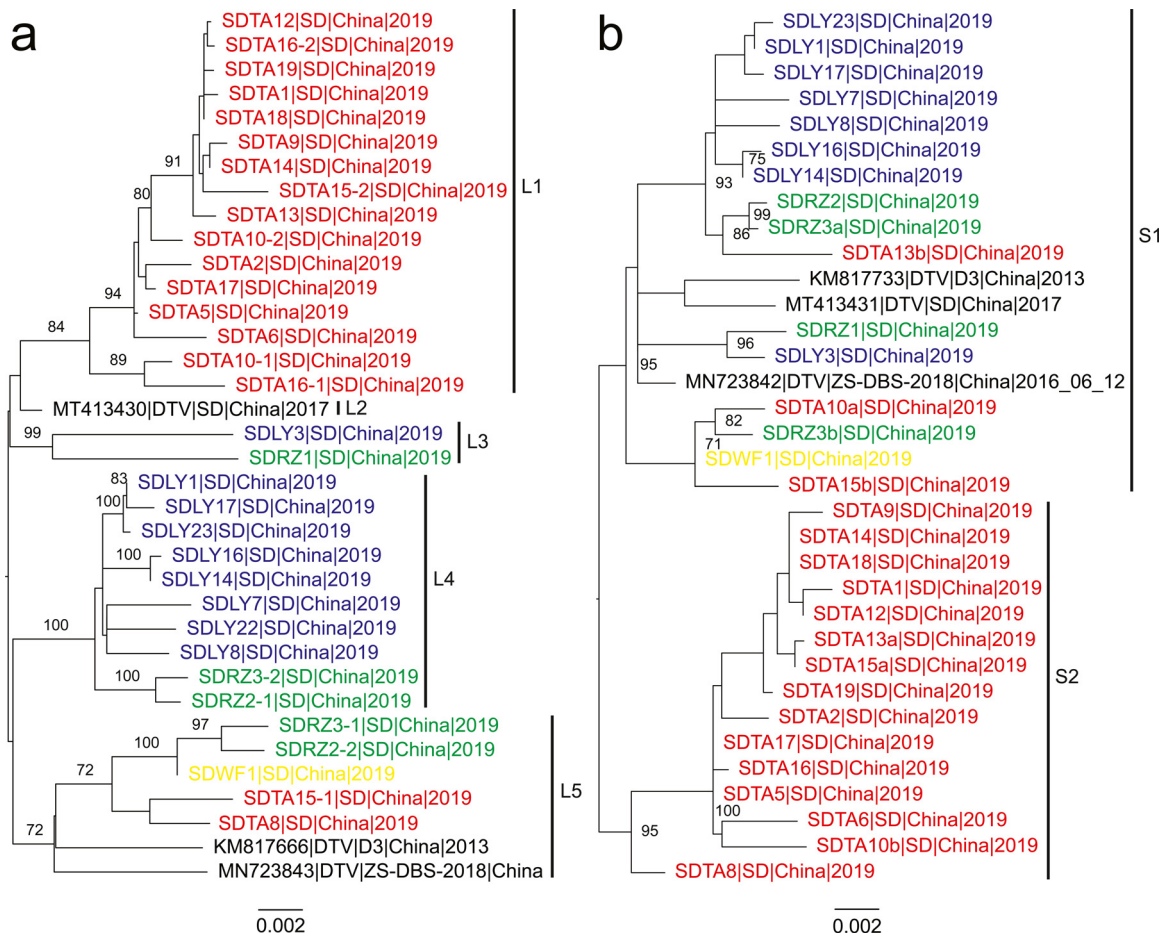 a
SDTA12|SD|China|2019
SDTA16-2|SD|China|2019
SDTA19|SD|China|2019
SDTA1|SD|China|2019
SDTA18|SD|China|2019
SDTA9|SD|China|2019
91
SDTA14|SD|China|2019
SDTA15-2|SD|China|2019
L1
80
SDTA13|SD|China|2019
SDTA10-2|SD|China|2019
SDTA2|SD|China|2019
SDTA17|SD|China|2019
94
SDTA5|SD|China|2019
84
SDTA6|SD|China|2019
89
SDTA10-1|SD|China|2019
SDTA16-1|SD|China|2019
MT413430|DTV|SD|China|2017
L2
99
SDLY3|SD|China|2019
L3
SDRZ1|SD|China|2019
83
SDLY1|SD|China|2019
100
SDLY17|SD|China|2019
SDLY23|SD|China|2019
100
SDLY16|SD|China|2019
SDLY14|SD|China|2019
L4
SDLY7|SD|China|2019
100
SDLY22|SD|China|2019
SDLY8|SD|China|2019
100
SDRZ3-2|SD|China|2019
SDRZ2-1|SD|China|2019
97
SDRZ3-1|SD|China|2019
100
SDRZ2-2|SD|China|2019
72
SDWF1|SD|China|2019
L5
SDTA15-1|SD|China|2019
SDTA8|SD|China|2019
72
KM817666|DTV|D3|China|2013
MN723843|DTV|ZS-DBS-2018|China
0.002
b
SDLY23|SD|China|2019
SDLY1|SD|China|2019
SDLY17|SD|China|2019
SDLY7|SD|China|2019
SDLY8|SD|China|2019
75
SDLY16|SD|China|2019
93
SDLY14|SD|China|2019
SDRZ2|SD|China|2019
99
SDRZ3a|SD|China|2019
86
S1
SDTA13b|SD|China|2019
KM817733|DTV|D3|China|2013
MT413431|DTV|SD|China|2017
SDRZ1|SD|China|2019
96
SDLY3|SD|China|2019
95
MN723842|DTV|ZS-DBS-2018|China|2016_06_12
SDTA10a|SD|China|2019
82
SDRZ3b|SD|China|2019
71
SDWF1|SD|China|2019
SDTA15b|SD|China|2019
SDTA9|SD|China|2019
SDTA14|SD|China|2019
SDTA18|SD|China|2019
SDTA1|SD|China|2019
SDTA12|SD|China|2019
SDTA13a|SD|China|2019
SDTA15a|SD|China|2019
S2
SDTA19|SD|China|2019
SDTA2|SD|China|2019
SDTA17|SD|China|2019
SDTA16|SD|China|2019
SDTA5|SD|China|2019
100
SDTA6|SD|China|2019
95
SDTA10b|SD|China|2019
SDTA8|SD|China|2019
0.002